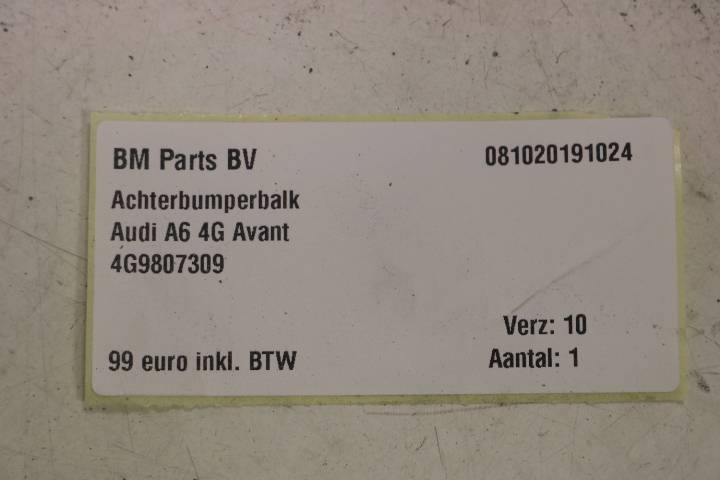 BM Parts BV 081020191024
Achterbumperbalk
Audi A6 4G Avant
4G9807309
Verz: 10
99 euro inkl. BTW Aantal: 1